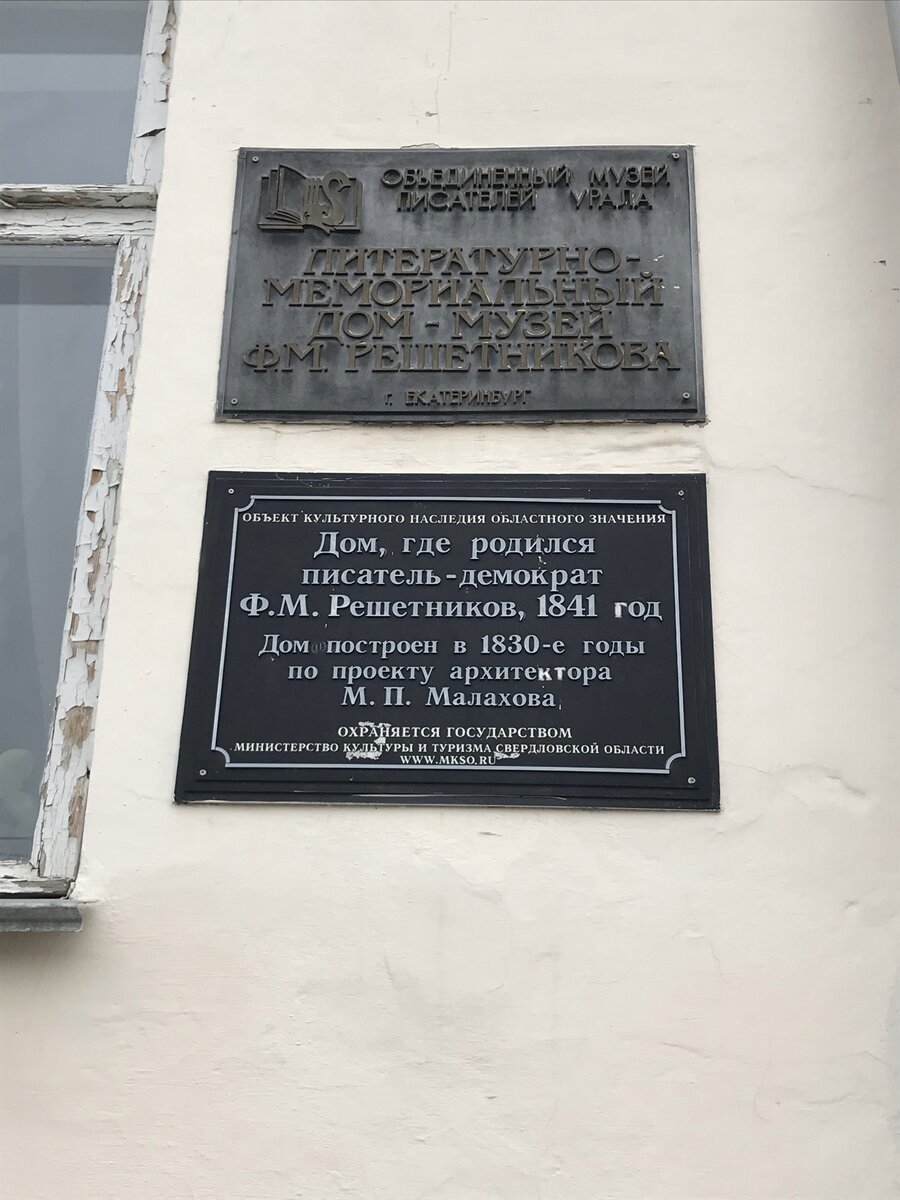 ОБЪЕДИНЕННЫЙ МУЗЕЙ
ПИСАТЕЛЕЙ УРАЛА
ЛИТЕРАТУРНО-
МЕМОРИАЛЬНЫЙ
ДОМ - МУЗЕЙ
Ф.М. РЕШЕТНИКОВА
г. ЕКАТЕРИНБУРГ
ОБЪЕКТ КУЛЬТУРНОГО НАСЛЕДИЯ ОБЛАСТНОГО ЗНАЧЕНИЯ
Дом, где родился
писатель-демократ
Ф.М. Решетников, 1841 год
Дом построен в 1830-е годы
по проекту архитектора
М. П. Малахова
ОХРАНЯЕТСЯ ГОСУДАРСТВОМ
МИНИСТЕРСТВО КУЛЬТУРЫ И ТУРИЗМА СВЕРДЛОВСКОЙ ОБЛАСТИ
WWW.MKSO.RU